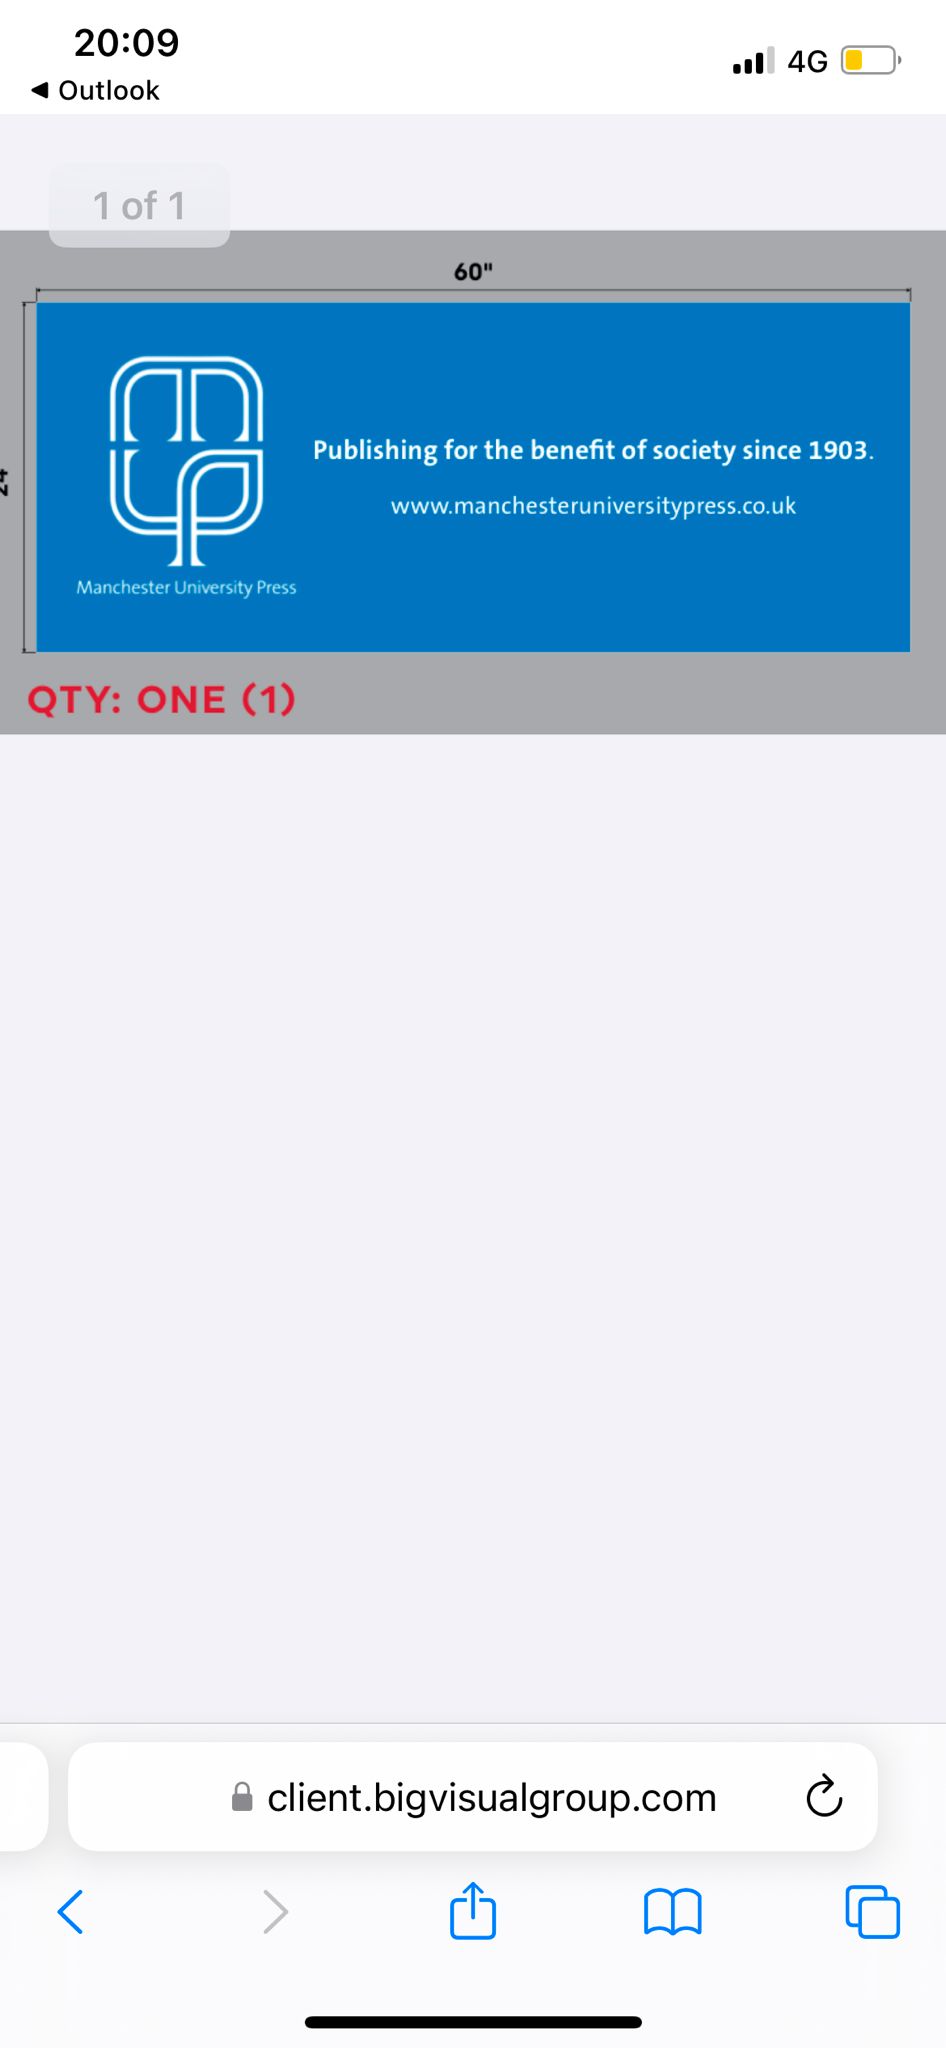 20:09
4G
◀ Outlook
1 of 1
60"
24
Publishing for the benefit of society since 1903.
www.manchesteruniversitypress.co.uk
Manchester University Press
QTY: ONE (1)
client.bigvisualgroup.com